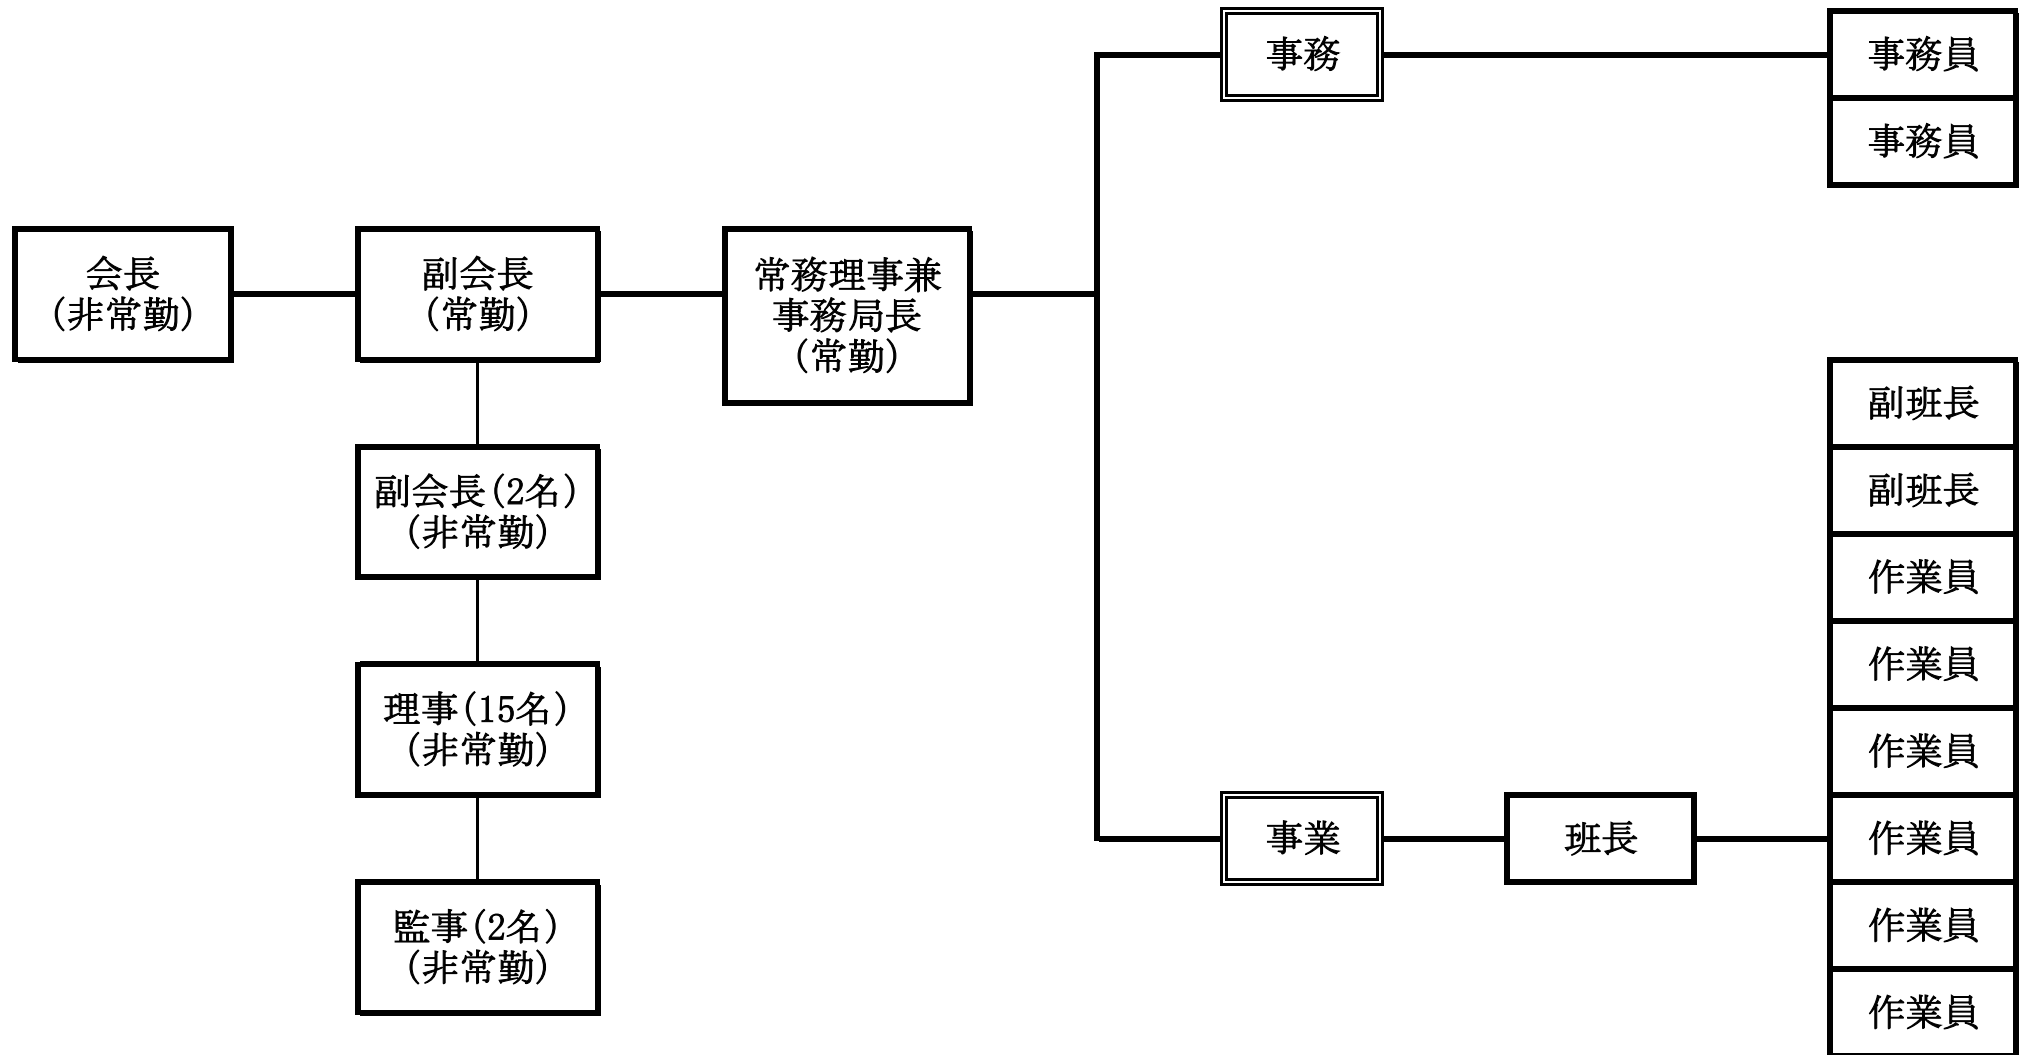 事務
事務員
事務員
会長
(非常勤)
副会長
(常勤)
常務理事兼
事務局長
(常勤)
副会長(2名)
(非常勤)
理事(15名)
(非常勤)
監事(2名)
(非常勤)
事業
班長
副班長
副班長
作業員
作業員
作業員
作業員
作業員
作業員